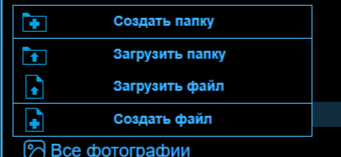 Создать папку
Загрузить папку
Загрузить файл
Создать файл
Все фотографии